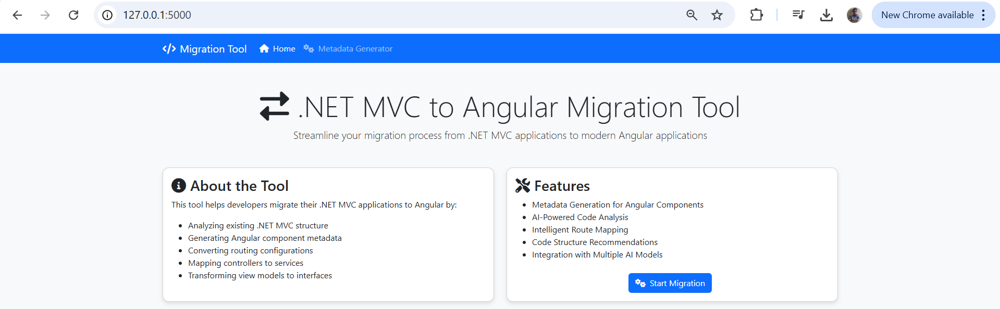 127.0.0.1:5000
New Chrome available
Migration Tool
Home
Metadata Generator
.NET MVC to Angular Migration Tool
Streamline your migration process from .NET MVC applications to modern Angular applications
About the Tool
This tool helps developers migrate their .NET MVC applications to Angular by:
Analyzing existing .NET MVC structure
Generating Angular component metadata
Converting routing configurations
Mapping controllers to services
Transforming view models to interfaces
Features
Metadata Generation for Angular Components
AI-Powered Code Analysis
Intelligent Route Mapping
Code Structure Recommendations
Integration with Multiple AI Models
Start Migration